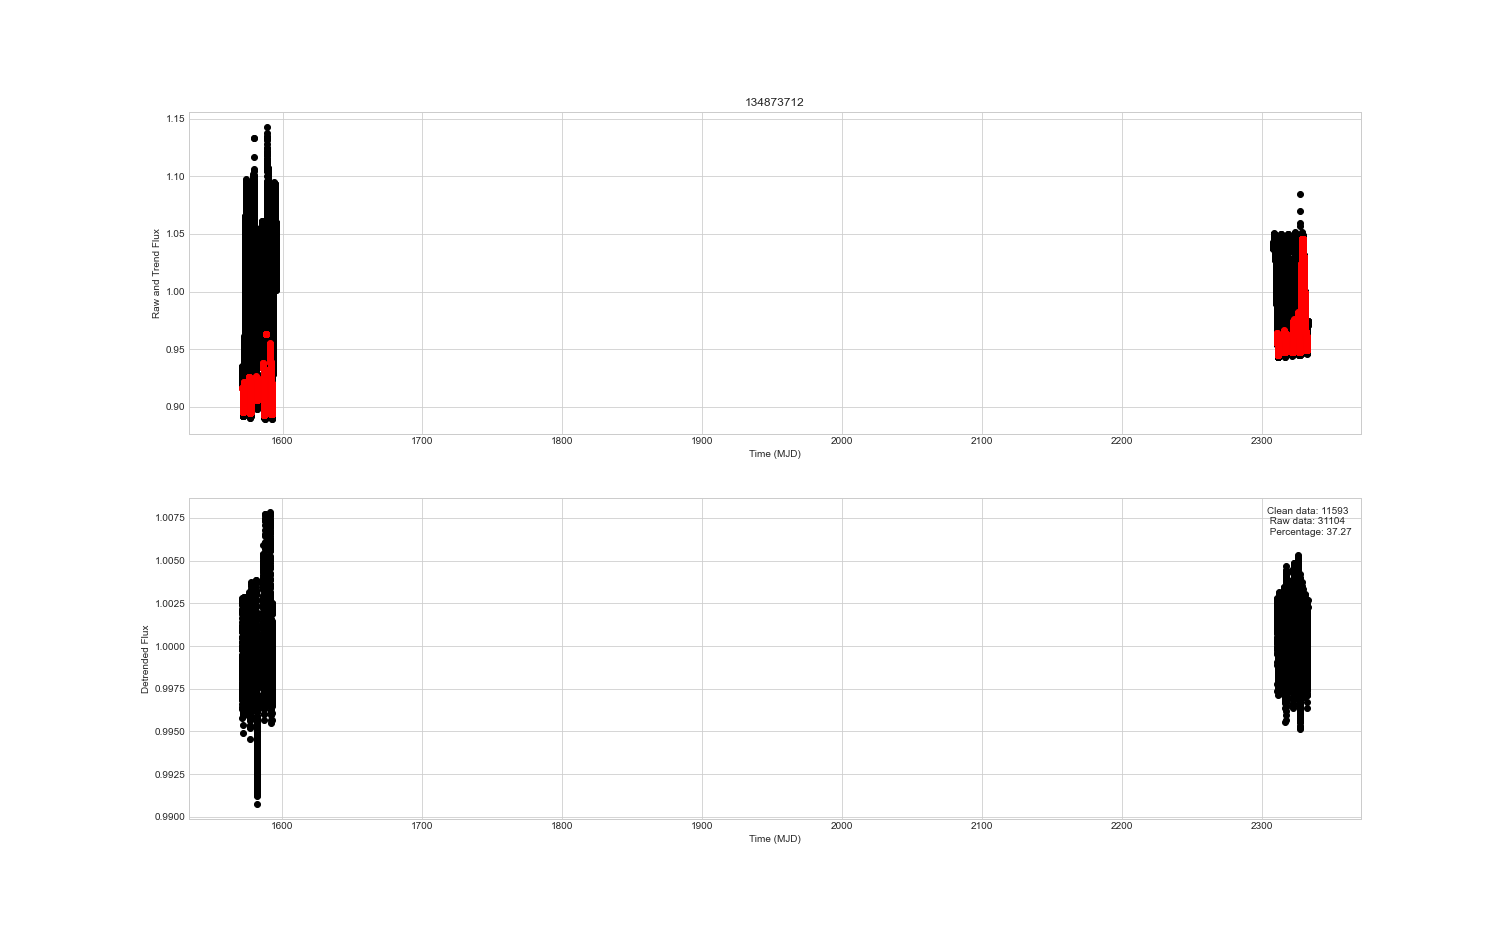 134873712
1.15
1.10
1.05
1.00
0.95
0.90
Raw and Trend Flux
1600 1700 1800 1900 2000 2100 2200 2300
Time (MJD)
Clean data: 11593
Raw data: 31104
Percentage: 37.27
1.0075
1.0050
1.0025
1.0000
0.9975
0.9950
0.9925
0.9900
Detrended Flux
1600 1700 1800 1900 2000 2100 2200 2300
Time (MJD)